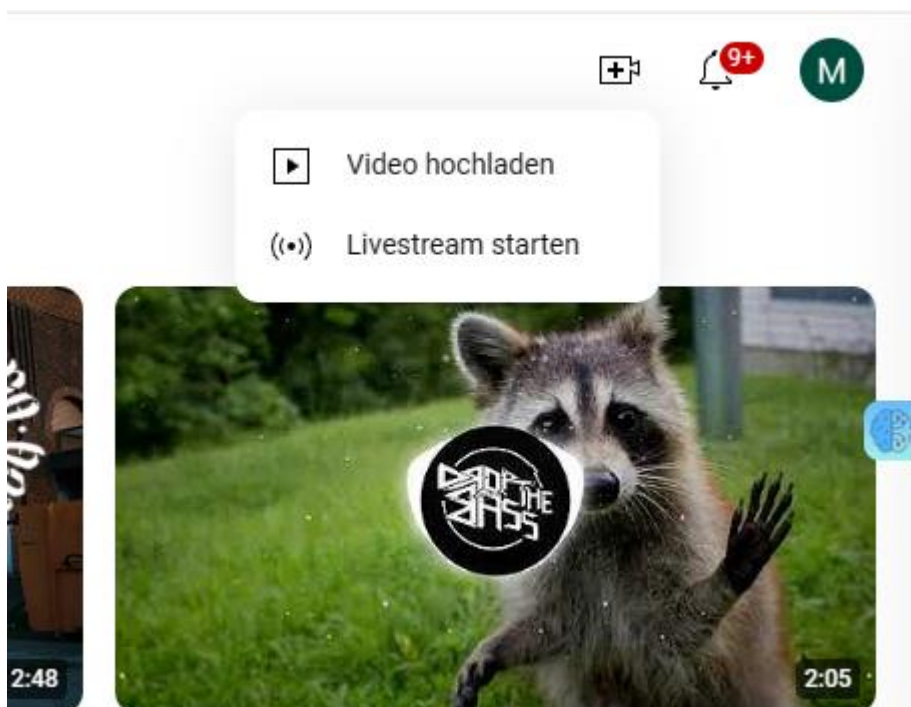 9+
M
Video hochladen
Livestream starten
DROP
THE
BASS
2:48
2:05